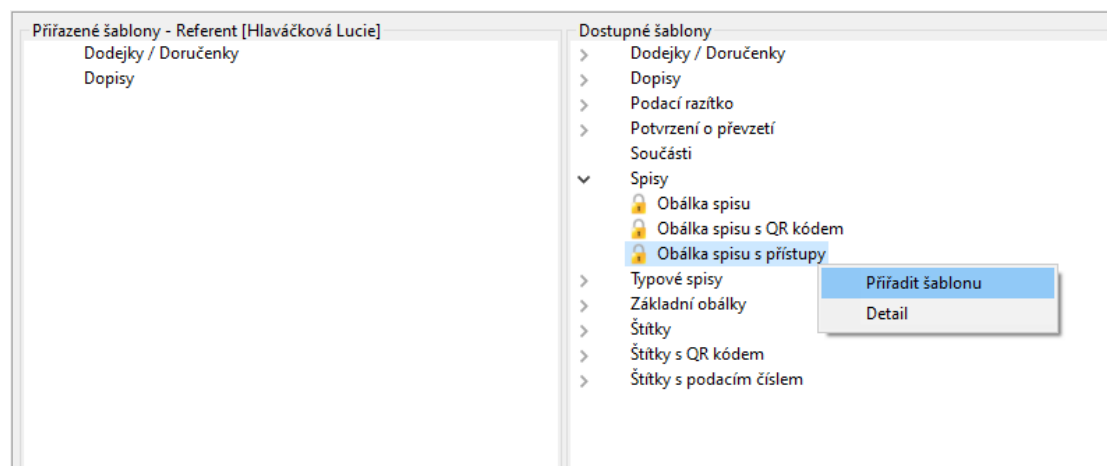 Přiřazené šablony - Referent [Hlaváčková Lucie]
Dodejky / Doručenky
Dopisy
Dostupné šablony
Dodejky / Doručenky
Dopisy
Podací razítko
Potvrzení o převzetí
Součásti
Spisy
Obálka spisu
Obálka spisu s QR kódem
Obálka spisu s přístupy
Typové spisy
Základní obálky
Štítky
Štítky s QR kódem
Štítky s podacím číslem
Přiřadit šablonu
Detail